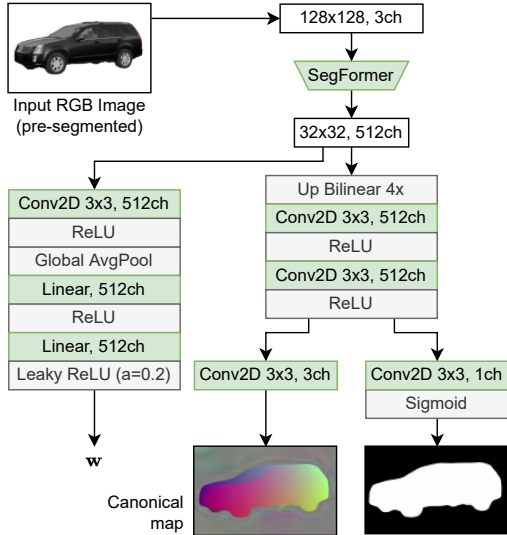 128x128, 3ch
SegFormer
Input RGB Image
(pre-segmented)
32x32, 512ch
Conv2D 3x3, 512ch
ReLU
Global AvgPool
Linear, 512ch
ReLU
Linear, 512ch
Leaky ReLU (a=0.2)
w
Up Bilinear 4x
Conv2D 3x3, 512ch
ReLU
Conv2D 3x3, 512ch
ReLU
Conv2D 3x3, 3ch
Conv2D 3x3, 1ch
Sigmoid
Canonical
map